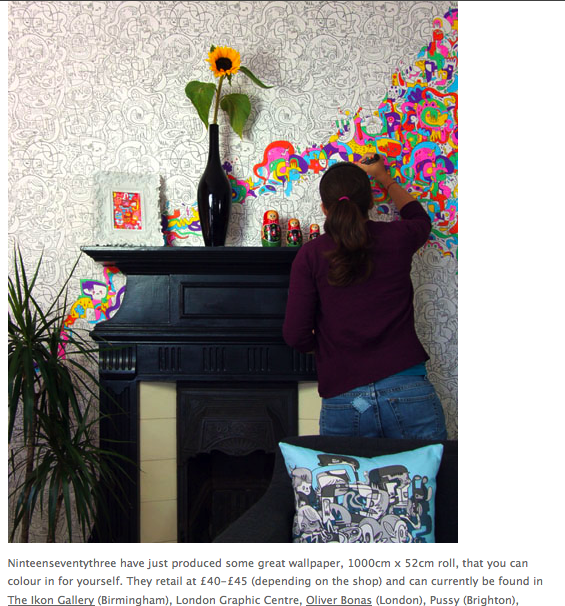 Ninteenseventythree have just produced some great wallpaper, 1000cm x 52cm roll, that you can
colour in for yourself. They retail at £40–£45 (depending on the shop) and can currently be found in
The Ikon Gallery (Birmingham), London Graphic Centre, Oliver Bonas (London), Pussy (Brighton),